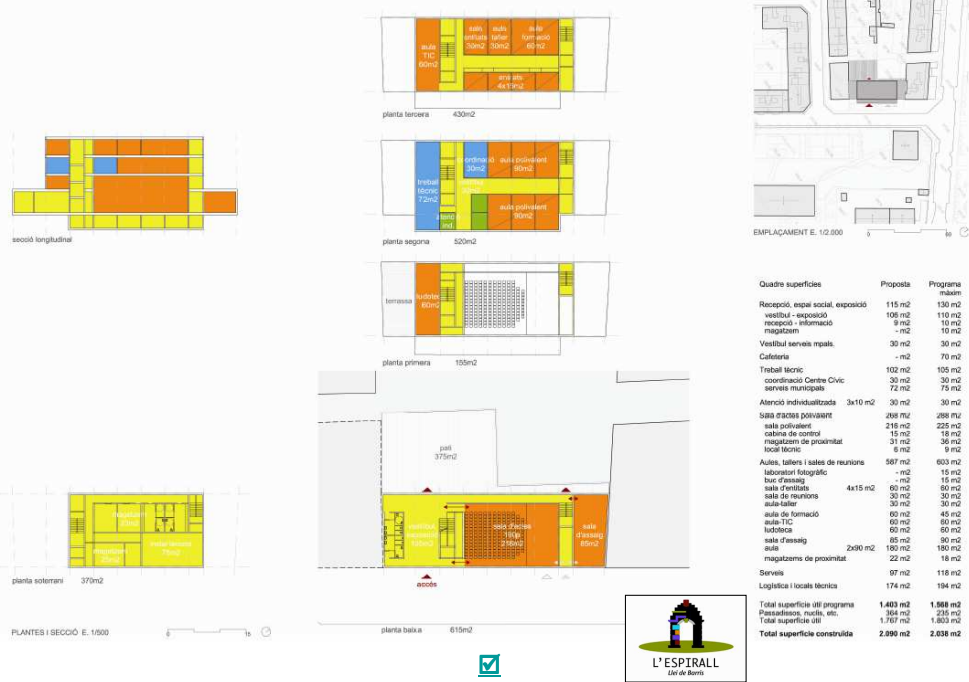 aula
TIC
60m2
sala
entitats
30m2
aula
taller
30m2
aula
formació
60m2
entitats
4x15m2
planta tercera 430m2
treball
tècnic
72m2
coordinació
30m2
aula polivalent
90m2
aula polivalent
90m2
atenció
ind.
planta segona 520m2
secció longitudinal
terrassa
ludoteca
60m2
planta primera 155m2
EMPLAÇAMENT E. 1/2.000
0 60
pati
375m2
vestíbul
exposició
106m2
sala d'actes
190p
216m2
sala
d'assaig
85m2
accés
planta baixa 615m2
magatzem
magatzem
planta soterrani 370m2
PLANTES I SECCIÓ E. 1/500
0 15
Quadre superfícies Proposta Programa
màxim
Recepció, espai social, exposició 115 m2 130 m2
vestíbul - exposició 106 m2 110 m2
recepció - informació 9 m2 10 m2
magatzem - m2 10 m2
Vestíbul serveis mpals. 30 m2 30 m2
Cafeteria - m2 70 m2
Treball tècnic 102 m2 105 m2
coordinació Centre Cívic 30 m2 30 m2
serveis municipals 72 m2 75 m2
Atenció individualitzada 3x10 m2 30 m2 30 m2
Sala d'actes polivalent 268 m2 288 m2
sala polivalent 216 m2 225 m2
cabina de control 15 m2 18 m2
magatzem de proximitat 31 m2 36 m2
local tècnic 6 m2 9 m2
Aules, tallers i sales de reunions 587 m2 603 m2
laboratori fotogràfic - m2 15 m2
buc d'assaig - m2 15 m2
sala d'entitats 4x15 m2 60 m2 60 m2
sala de reunions 30 m2 30 m2
aula-taller 30 m2 30 m2
aula de formació 60 m2 45 m2
aula-TIC 60 m2 60 m2
ludoteca 60 m2 60 m2
sala d'assaig 85 m2 90 m2
aula 2x90 m2 180 m2 180 m2
magatzems de proximitat 22 m2 18 m2
Serveis 97 m2 118 m2
Logística i locals tècnics 174 m2 194 m2
Total superfície útil programa 1.403 m2 1.568 m2
Passadissos, nuclis, etc. 364 m2 235 m2
Total superfície útil 1.767 m2 1.803 m2
Total superfície construïda 2.090 m2 2.038 m2
L'ESPIRALL
Llei de Barris